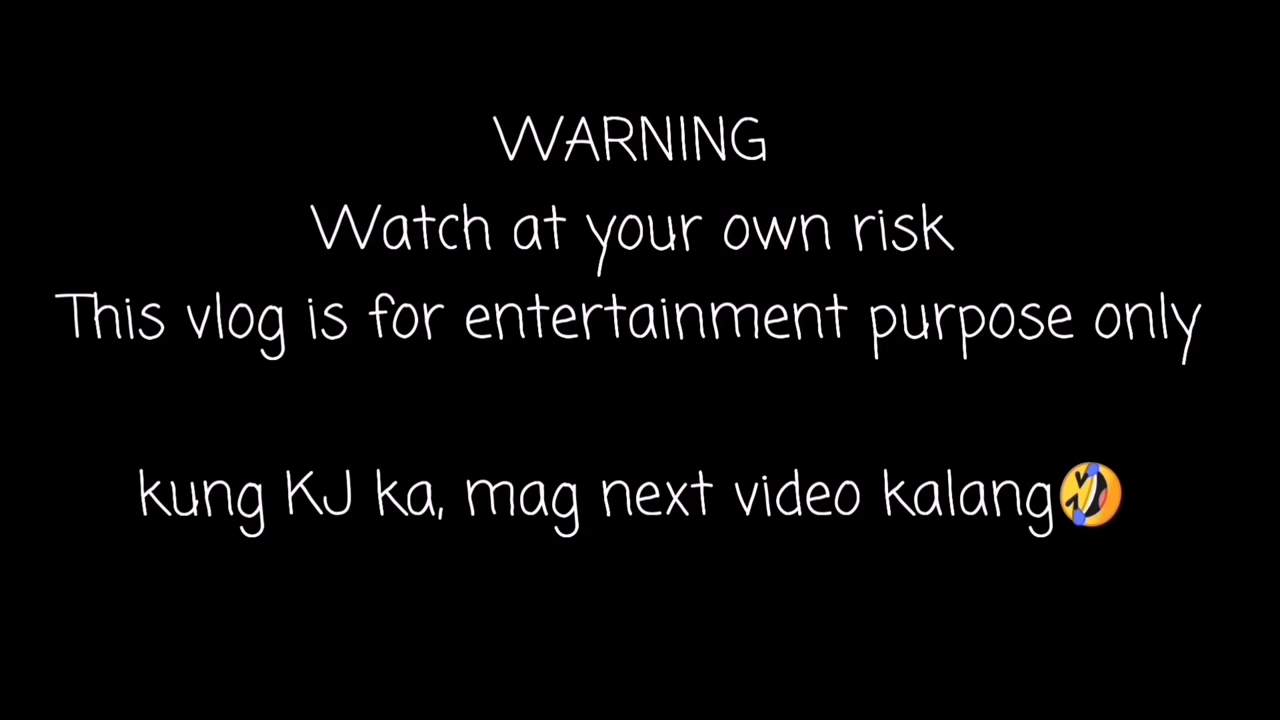 WARNING
Watch at your own risk
This vlog is for entertainment purpose only
kung KJ ka, mag next video kalang🤣